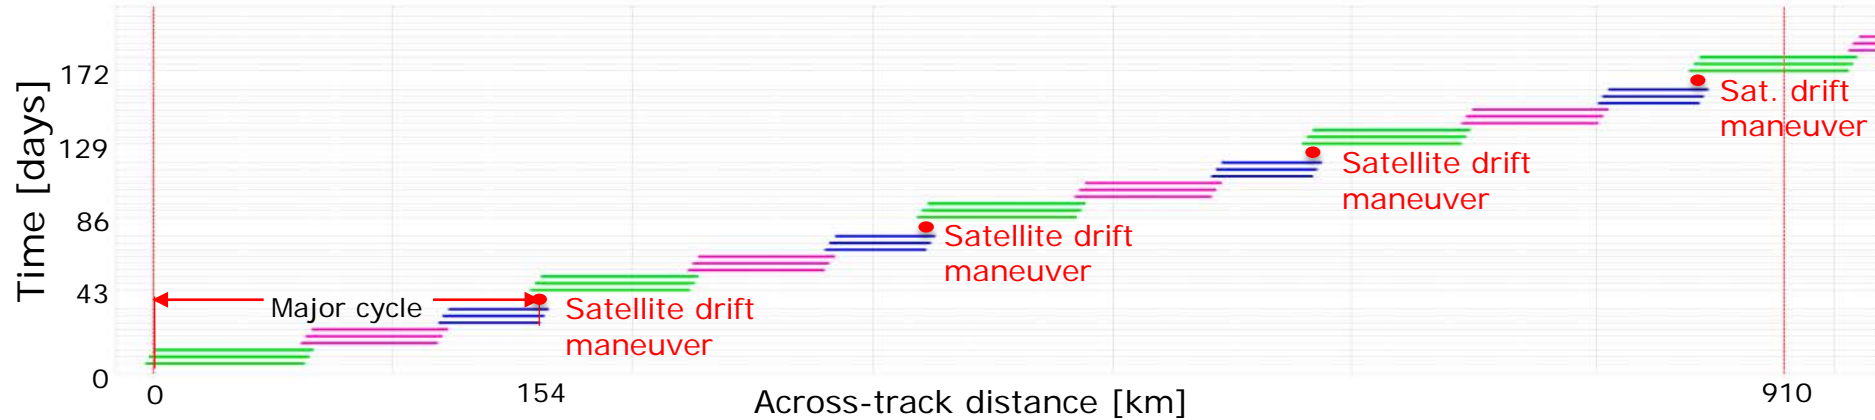 Time [days]
172
129
86
43
0
Major cycle
Satellite drift
maneuver
Satellite drift
maneuver
Satellite drift
maneuver
Sat. drift
maneuver
0
154
910
Across-track distance [km]